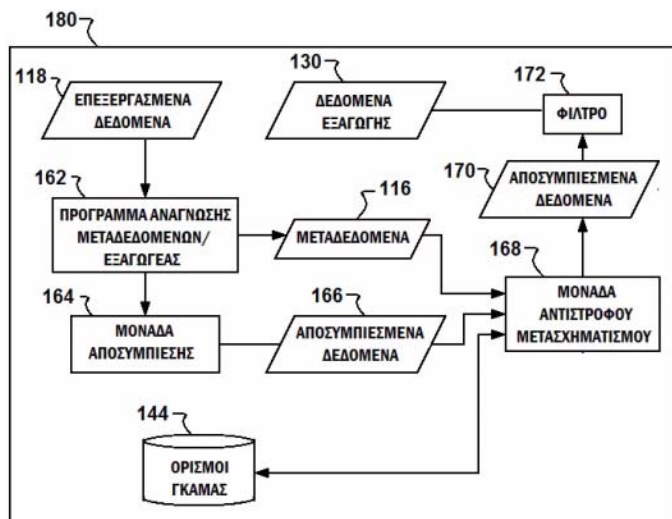 180
118
ΕΠΕΞΕΡΓΑΣΜΕΝΑ
ΔΕΔΟΜΕΝΑ
130
ΔΕΔΟΜΕΝΑ
ΕΞΑΓΩΓΗΣ
172
ΦΙΛΤΡΟ
170
ΑΠΟΣΥΜΠΙΕΣΜΕΝΑ
ΔΕΔΟΜΕΝΑ
162
ΠΡΟΓΡΑΜΜΑ ΑΝΑΓΝΩΣΗΣ
ΜΕΤΑΔΕΔΟΜΕΝΩΝ/
ΕΞΑΓΩΓΕΑΣ
116
ΜΕΤΑΔΕΔΟΜΕΝΑ
168
ΜΟΝΑΔΑ
ΑΝΤΙΣΤΡΟΦΟΥ
ΜΕΤΑΣΧΗΜΑΤΙΣΜΟΥ
164
ΜΟΝΑΔΑ
ΑΠΟΣΥΜΠΙΕΣΗΣ
166
ΑΠΟΣΥΜΠΙΕΣΜΕΝΑ
ΔΕΔΟΜΕΝΑ
144
ΟΡΙΣΜΟΙ
ΓΚΑΜΑΣ